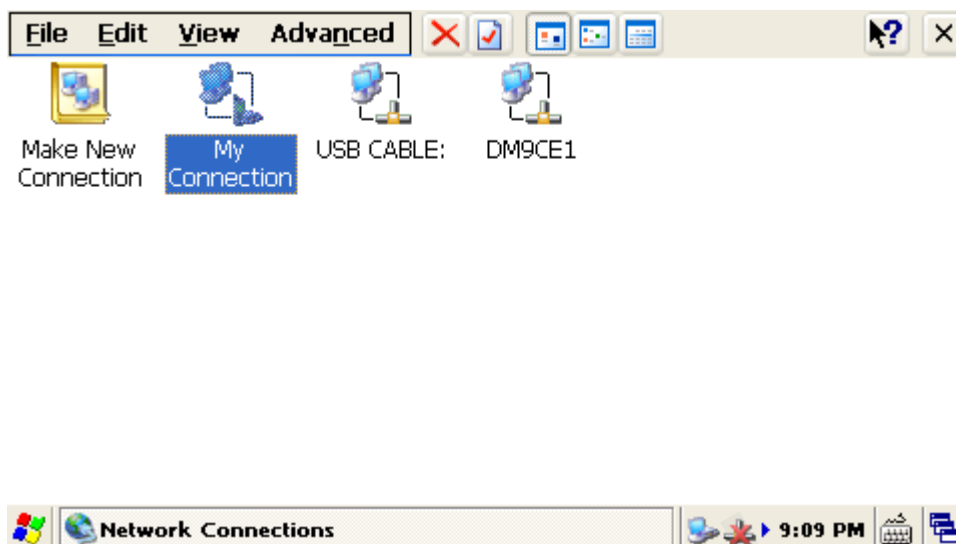 File Edit View Advanced
Make New Connection
My Connection
USB CABLE:
DM9CE1
Network Connections
9:09 PM